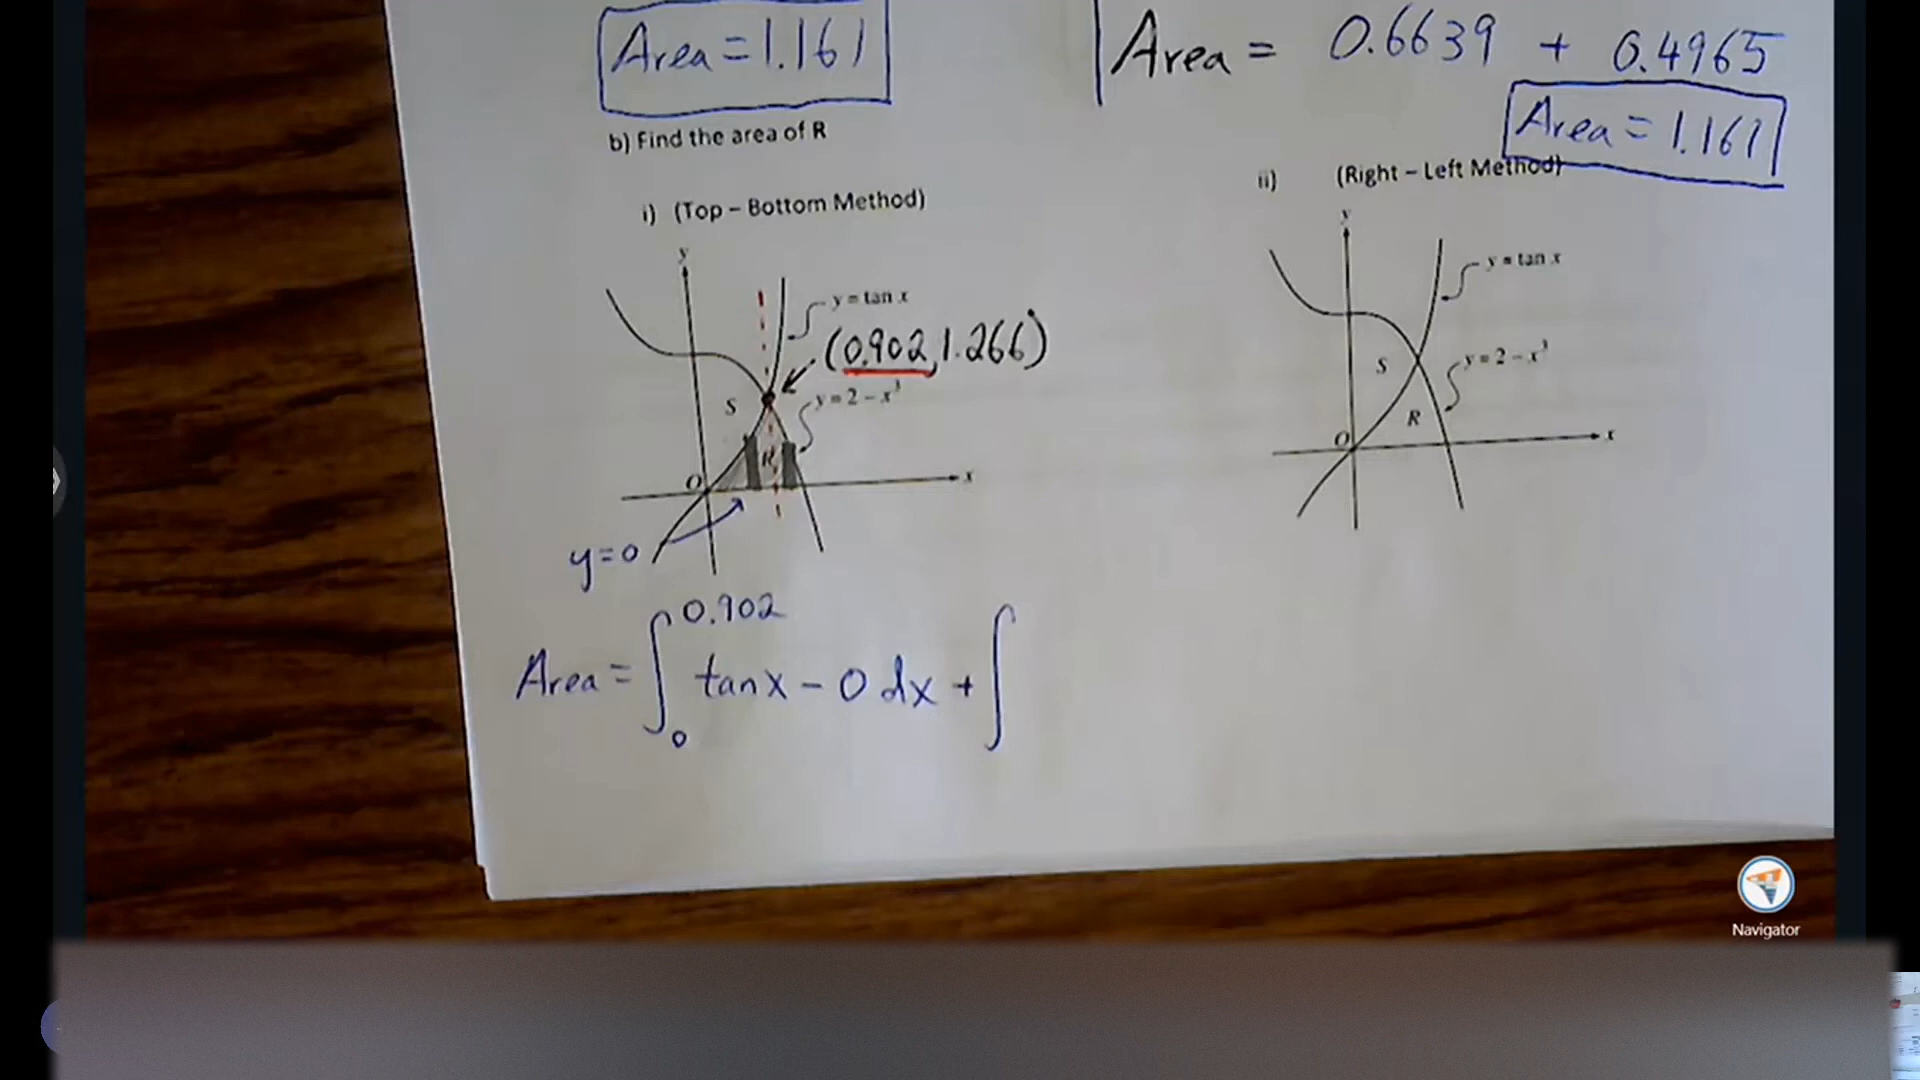 Area = 1.161
Area = 0.6639 + 0.4965
Area = 1.161
b) Find the area of R
i) (Top – Bottom Method)
y
y = tan x
(0.902, 1.266)
y = 2 – x³
S
R
O
x
y=0
Area = ∫₀^0.902 tanx – 0 dx + ∫
ii) (Right – Left Method)
y
y = tan x
y = 2 – x³
S
R
O
x
Navigator